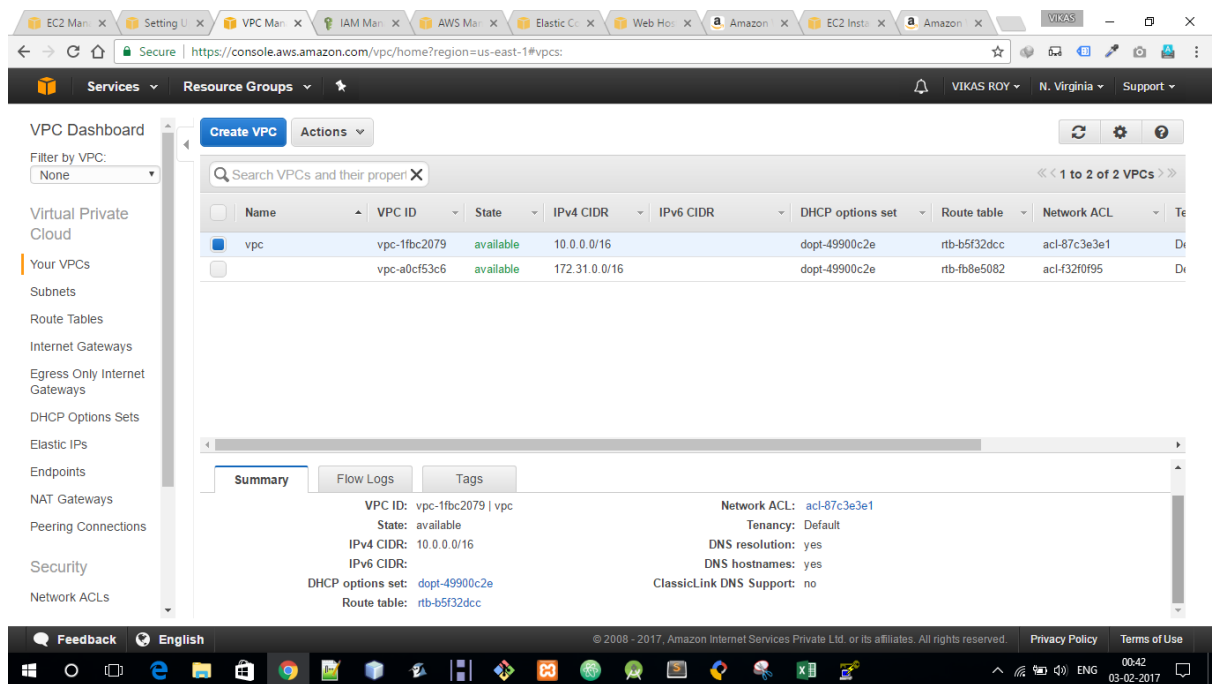 EC2 Man
Setting U
VPC Man
IAM Man
AWS Mar
Elastic Co
Web Hos
Amazon
EC2 Insta
Amazon
VIKAS
Secure
https://console.aws.amazon.com/vpc/home?region=us-east-1#vpcs:
Services
Resource Groups
VIKAS ROY
N. Virginia
Support
VPC Dashboard
Filter by VPC:
None
Virtual Private
Cloud
Your VPCs
Subnets
Route Tables
Internet Gateways
Egress Only Internet
Gateways
DHCP Options Sets
Elastic IPs
Endpoints
NAT Gateways
Peering Connections
Security
Network ACLs
Create VPC
Actions
Search VPCs and their propert
1 to 2 of 2 VPCs
Name VPC ID State IPv4 CIDR IPv6 CIDR DHCP options set Route table Network ACL Te
vpc vpc-1fbc2079 available 10.0.0.0/16 dopt-49900c2e rtb-b5f32dcc acl-87c3e3e1 De
vpc-a0cf53c6 available 172.31.0.0/16 dopt-49900c2e rtb-fb8e5082 acl-f32f0f95 De
Summary
Flow Logs
Tags
VPC ID: vpc-1fbc2079 | vpc
State: available
IPv4 CIDR: 10.0.0.0/16
IPv6 CIDR:
DHCP options set: dopt-49900c2e
Route table: rtb-b5f32dcc
Network ACL: acl-87c3e3e1
Tenancy: Default
DNS resolution: yes
DNS hostnames: yes
ClassicLink DNS Support: no
Feedback
English
© 2008 - 2017, Amazon Internet Services Private Ltd. or its affiliates. All rights reserved.
Privacy Policy
Terms of Use
ENG
00:42
03-02-2017